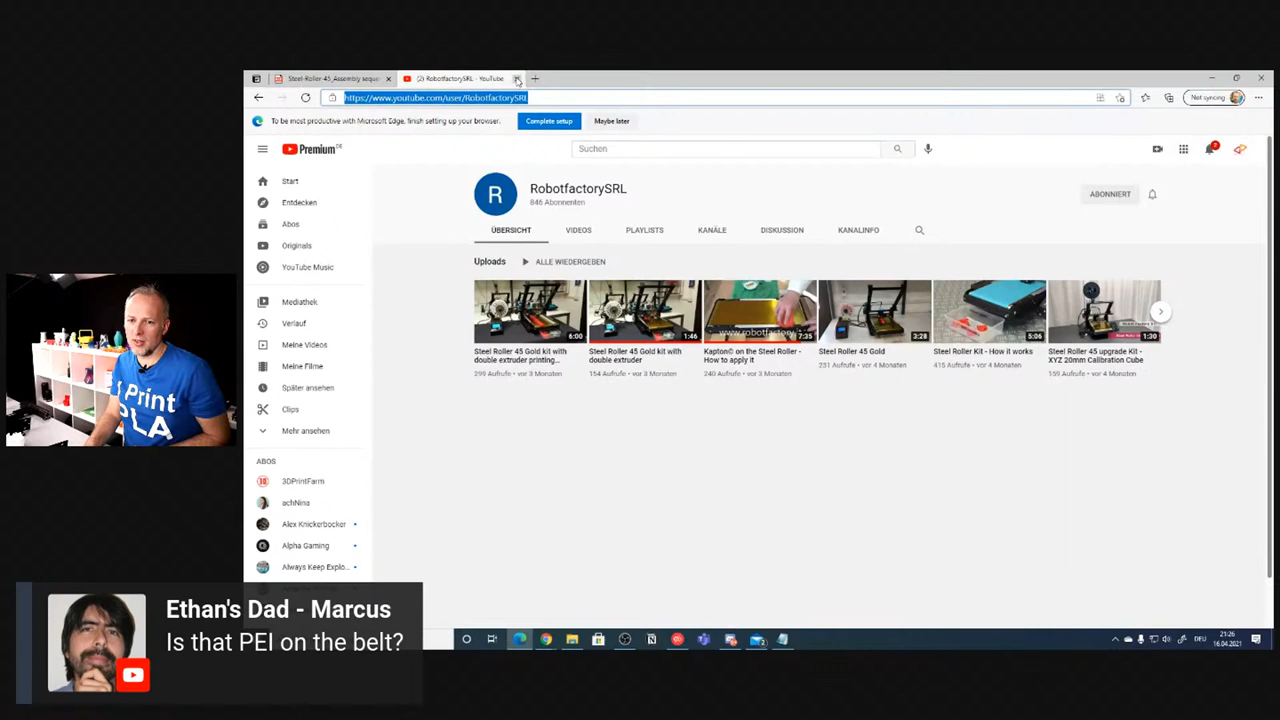 Steel-Roller-45_Assembly seque
(2) RobotfactorySRL - YouTube
https://www.youtube.com/user/RobotfactorySRL
Not syncing
To be most productive with Microsoft Edge, finish setting up your browser.
Complete setup
Maybe later
Premium DE
Suchen
2
Start
Entdecken
Abos
Originals
YouTube Music
Mediathek
Verlauf
Meine Videos
Meine Filme
Später ansehen
Clips
Mehr ansehen
ABOS
3DPrintFarm
achNina
Alex Knickerbocker
Alpha Gaming
Always Keep Explo...
R
RobotfactorySRL
846 Abonnenten
ABONNIERT
ÜBERSICHT
VIDEOS
PLAYLISTS
KANÄLE
DISKUSSION
KANALINFO
Uploads
ALLE WIEDERGEBEN
6:00
Steel Roller 45 Gold kit with
double extruder printing...
299 Aufrufe • vor 3 Monaten
1:46
Steel Roller 45 Gold kit with
double extruder
154 Aufrufe • vor 3 Monaten
www.robotfactory
7:35
Kapton© on the Steel Roller -
How to apply it
240 Aufrufe • vor 3 Monaten
3:28
Steel Roller 45 Gold
231 Aufrufe • vor 4 Monaten
5:06
Steel Roller Kit - How it works
415 Aufrufe • vor 4 Monaten
1:30
Steel Roller 45 upgrade Kit -
XYZ 20mm Calibration Cube
159 Aufrufe • vor 4 Monaten
I Print
PLA
Ethan's Dad - Marcus
Is that PEI on the belt?
DEU
21:26
16.04.2021